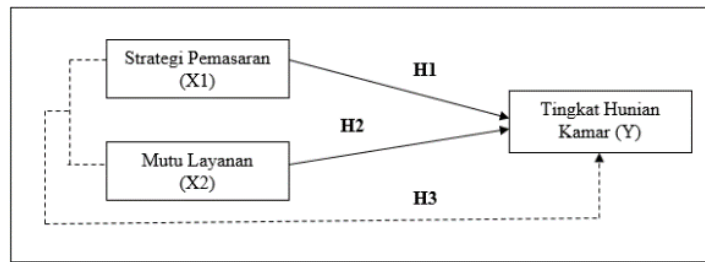 Strategi Pemasaran
(X1)
H1
Tingkat Hunian
Kamar (Y)
H2
Mutu Layanan
(X2)
H3